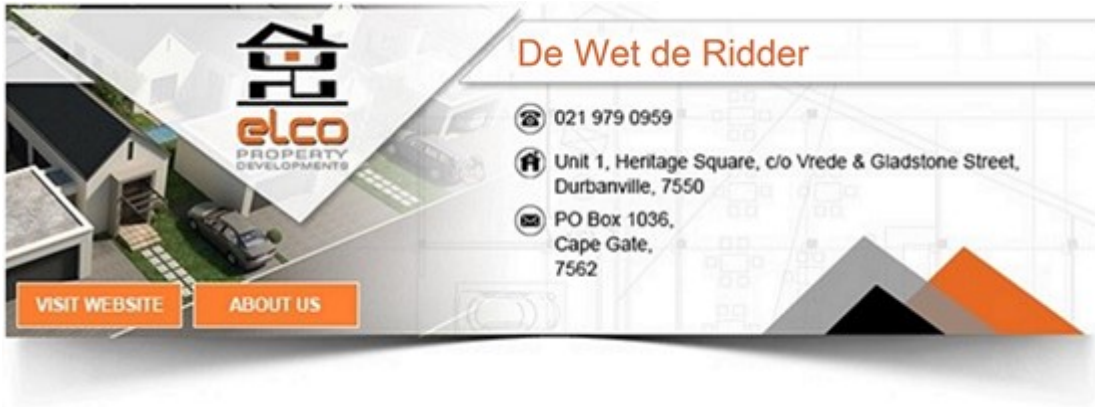 elco
PROPERTY
DEVELOPMENTS
De Wet de Ridder
021 979 0959
Unit 1, Heritage Square, c/o Vrede & Gladstone Street,
Durbanville, 7550
PO Box 1036,
Cape Gate,
7562
VISIT WEBSITE
ABOUT US